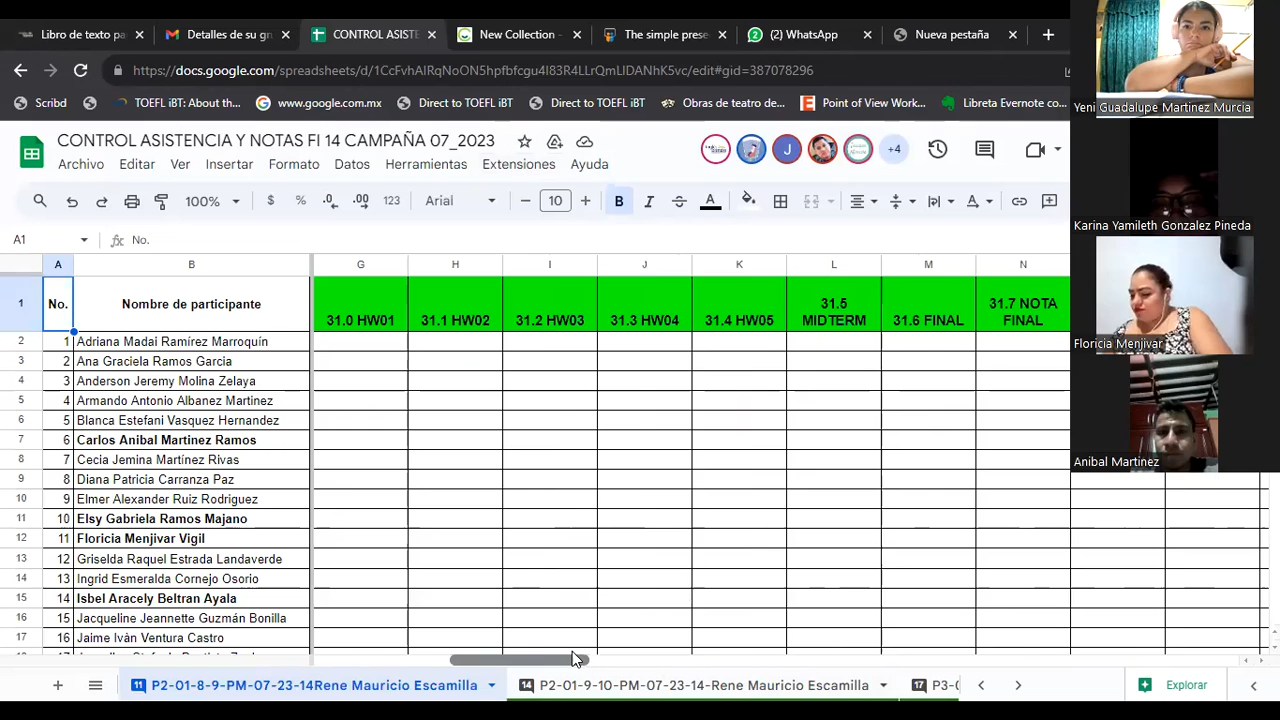 Libro de texto pa
Detalles de su gr
CONTROL ASISTE
New Collection -
The simple prese
(2) WhatsApp
Nueva pestaña
https://docs.google.com/spreadsheets/d/1CcFvhAIRqNoON5hpfbfcgu4I83R4LLrQmLIDANhK5vc/edit#gid=387078296
Scribd
TOEFL iBT: About th...
www.google.com.mx
Direct to TOEFL iBT
Direct to TOEFL iBT
Obras de teatro de...
Point of View Work...
Libreta Evernote co...
CONTROL ASISTENCIA Y NOTAS FI 14 CAMPAÑA 07_2023
Archivo Editar Ver Insertar Formato Datos Herramientas Extensiones Ayuda
J
+4
100%
$ % .0 .00 123
Arial
10
B I A
A1
fx No.
A B G H I J K L M N
1 No. Nombre de participante 31.0 HW01 31.1 HW02 31.2 HW03 31.3 HW04 31.4 HW05 31.5 MIDTERM 31.6 FINAL 31.7 NOTA FINAL
2 1 Adriana Madai Ramírez Marroquín
3 2 Ana Graciela Ramos Garcia
4 3 Anderson Jeremy Molina Zelaya
5 4 Armando Antonio Albanez Martinez
6 5 Blanca Estefani Vasquez Hernandez
7 6 Carlos Anibal Martinez Ramos
8 7 Cecia Jemina Martínez Rivas
9 8 Diana Patricia Carranza Paz
10 9 Elmer Alexander Ruiz Rodriguez
11 10 Elsy Gabriela Ramos Majano
12 11 Floricia Menjivar Vigil
13 12 Griselda Raquel Estrada Landaverde
14 13 Ingrid Esmeralda Cornejo Osorio
15 14 Isbel Aracely Beltran Ayala
16 15 Jacqueline Jeannette Guzmán Bonilla
17 16 Jaime Ivàn Ventura Castro
11 P2-01-8-9-PM-07-23-14Rene Mauricio Escamilla
14 P2-01-9-10-PM-07-23-14-Rene Mauricio Escamilla
17 P3-0
Explorar
Yeni Guadalupe Martinez Murcia
Karina Yamileth Gonzalez Pineda
Floricia Menjivar
Anibal Martinez